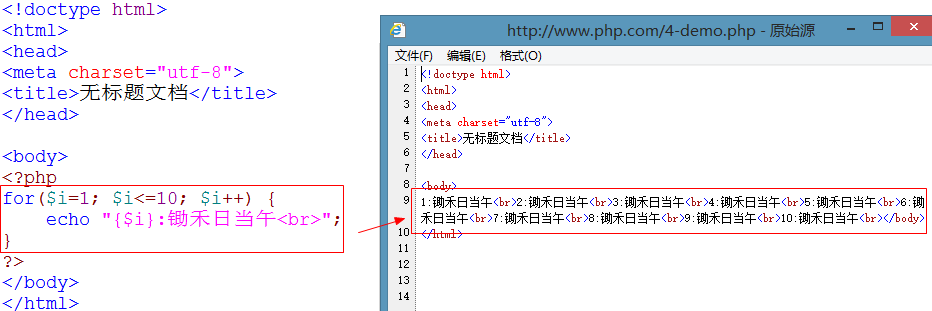 <!doctype html>
<html>
<head>
<meta charset="utf-8">
<title>无标题文档</title>
</head>
<body>
<?php
for($i=1; $i<=10; $i++) {
    echo "{$i}:锄禾日当午<br>";
}
?>
</body>
</html>
http://www.php.com/4-demo.php - 原始源
文件(F) 编辑(E) 格式(O)
1 <!doctype html>
2 <html>
3 <head>
4 <meta charset="utf-8">
5 <title>无标题文档</title>
6 </head>
7
8 <body>
9 1:锄禾日当午<br>2:锄禾日当午<br>3:锄禾日当午<br>4:锄禾日当午<br>5:锄禾日当午<br>6:锄
禾日当午<br>7:锄禾日当午<br>8:锄禾日当午<br>9:锄禾日当午<br>10:锄禾日当午<br></body>
10 </html>
11
12
13
14